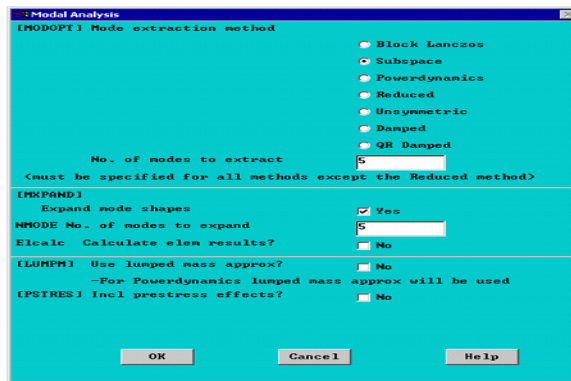 Modal Analysis
[MODOPT] Mode extraction method
Block Lanczos
Subspace
Powerdynamics
Reduced
Unsymmetric
Damped
QR Damped
No. of modes to extract 5
(must be specified for all methods except the Reduced method)
[MXPAND]
Expand mode shapes Yes
NMODE No. of modes to expand 5
Elcalc Calculate elem results? No
[LUMPM] Use lumped mass approx? No
-For Powerdynamics lumped mass approx will be used
[PSTRES] Incl prestress effects? No
OK Cancel Help